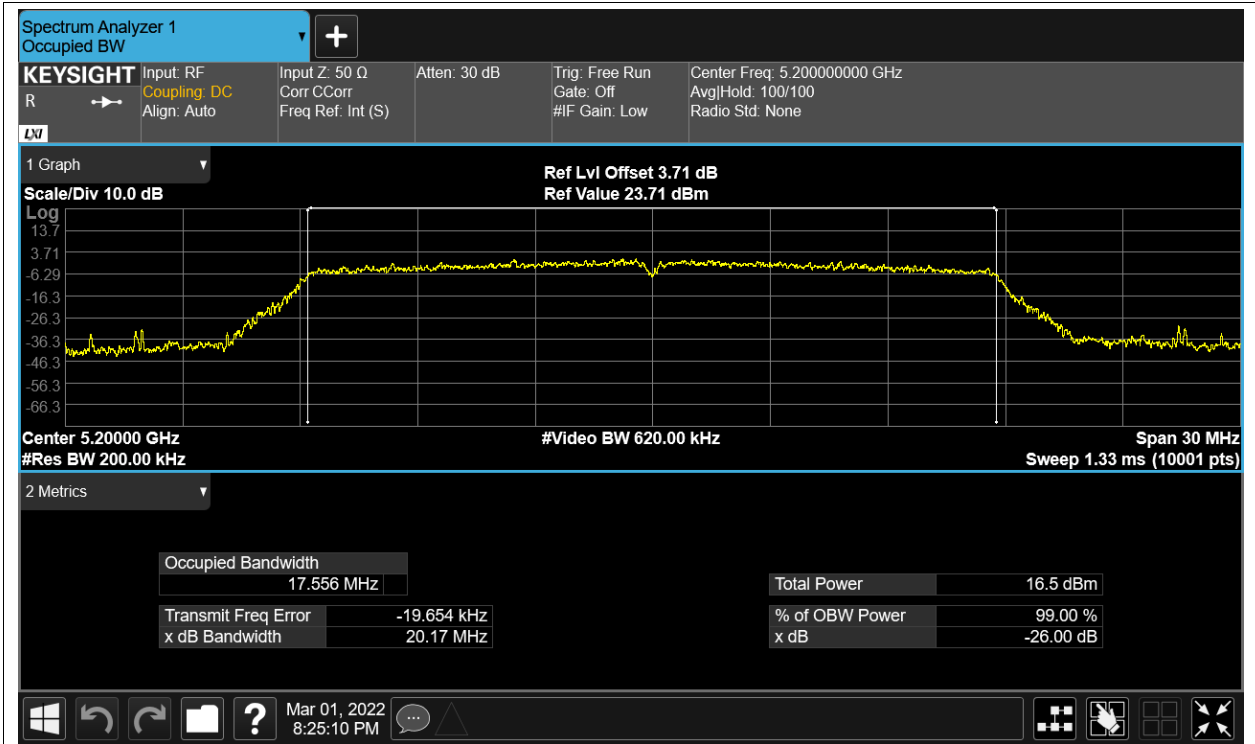 Spectrum Analyzer 1
Occupied BW
+
KEYSIGHT
R
LXI
Input: RF
Coupling: DC
Align: Auto
Input Z: 50 Ω
Corr CCorr
Freq Ref: Int (S)
Atten: 30 dB
Trig: Free Run
Gate: Off
#IF Gain: Low
Center Freq: 5.200000000 GHz
Avg|Hold: 100/100
Radio Std: None
1 Graph
Scale/Div 10.0 dB
Ref Lvl Offset 3.71 dB
Ref Value 23.71 dBm
Log
13.7
3.71
-6.29
-16.3
-26.3
-36.3
-46.3
-56.3
-66.3
Center 5.20000 GHz
#Res BW 200.00 kHz
#Video BW 620.00 kHz
Span 30 MHz
Sweep 1.33 ms (10001 pts)
2 Metrics
Occupied Bandwidth
17.556 MHz
Transmit Freq Error -19.654 kHz
x dB Bandwidth 20.17 MHz
Total Power 16.5 dBm
% of OBW Power 99.00 %
x dB -26.00 dB
?
Mar 01, 2022
8:25:10 PM